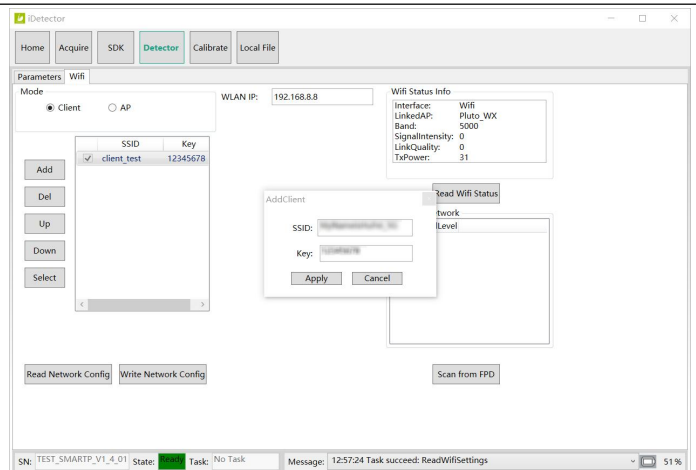 iDetector
Home Acquire SDK Detector Calibrate Local File
Parameters Wifi
Mode
Client AP
WLAN IP: 192.168.8.8
Wifi Status Info
Interface: Wifi
LinkedAP: Pluto_WX
Band: 5000
SignalIntensity: 0
LinkQuality: 0
TxPower: 31
SSID Key
client_test 12345678
Add
Del
Up
Down
Select
Read Wifi Status
AddClient
SSID:
Key:
Apply Cancel
etwork
lLevel
Read Network Config Write Network Config
Scan from FPD
SN: TEST_SMARTP_V1_4_01 State: Ready Task: No Task Message: 12:57:24 Task succeed: ReadWifiSettings 51%